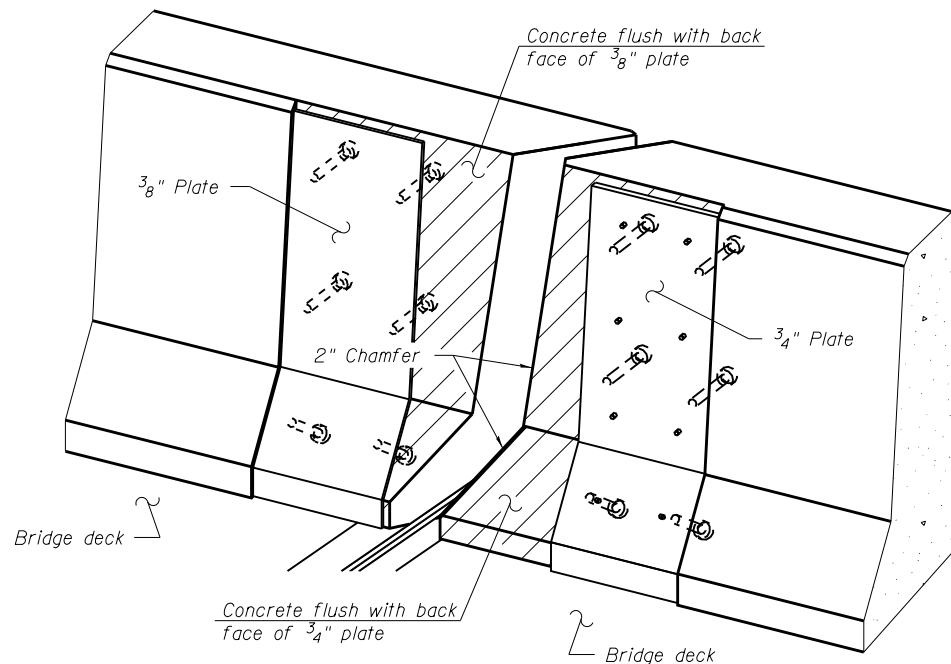 Concrete flush with back
face of 3/8" plate
3/8" Plate
2" Chamfer
3/4" Plate
Bridge deck
Concrete flush with back
face of 3/4" plate
Bridge deck